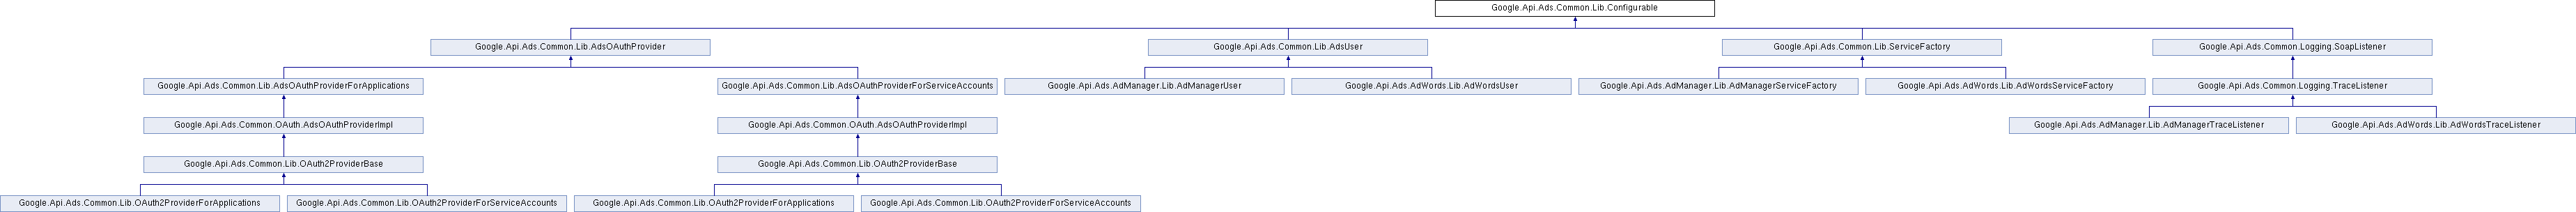 Google.Api.Ads.Common.Lib.Configurable
Google.Api.Ads.Common.Lib.AdsOAuthProvider
Google.Api.Ads.Common.Lib.AdsUser
Google.Api.Ads.Common.Lib.ServiceFactory
Google.Api.Ads.Common.Logging.SoapListener
Google.Api.Ads.Common.Lib.AdsOAuthProviderForApplications
Google.Api.Ads.Common.Lib.AdsOAuthProviderForServiceAccounts
Google.Api.Ads.AdManager.Lib.AdManagerUser
Google.Api.Ads.AdWords.Lib.AdWordsUser
Google.Api.Ads.AdManager.Lib.AdManagerServiceFactory
Google.Api.Ads.AdWords.Lib.AdWordsServiceFactory
Google.Api.Ads.Common.Logging.TraceListener
Google.Api.Ads.Common.OAuth.AdsOAuthProviderImpl
Google.Api.Ads.Common.OAuth.AdsOAuthProviderImpl
Google.Api.Ads.AdManager.Lib.AdManagerTraceListener
Google.Api.Ads.AdWords.Lib.AdWordsTraceListener
Google.Api.Ads.Common.Lib.OAuth2ProviderBase
Google.Api.Ads.Common.Lib.OAuth2ProviderBase
Google.Api.Ads.Common.Lib.OAuth2ProviderForApplications
Google.Api.Ads.Common.Lib.OAuth2ProviderForServiceAccounts
Google.Api.Ads.Common.Lib.OAuth2ProviderForApplications
Google.Api.Ads.Common.Lib.OAuth2ProviderForServiceAccounts